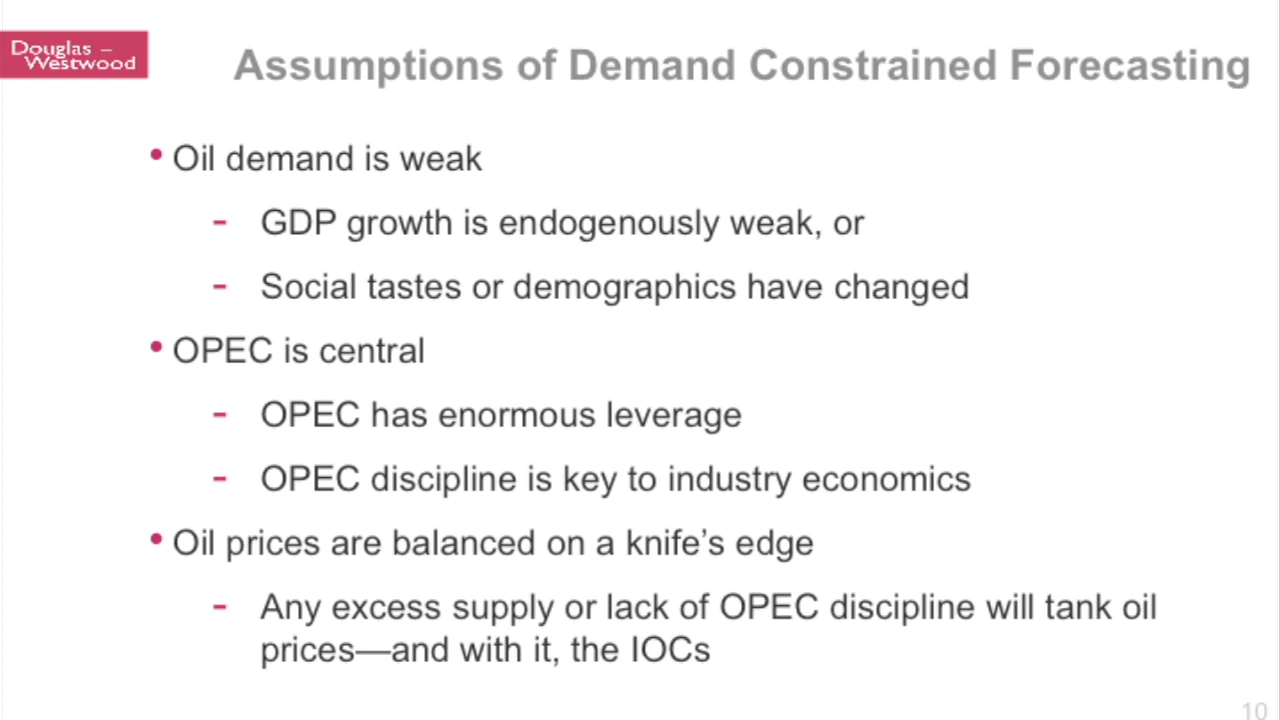 Douglas –
Westwood
Assumptions of Demand Constrained Forecasting
• Oil demand is weak
- GDP growth is endogenously weak, or
- Social tastes or demographics have changed
• OPEC is central
- OPEC has enormous leverage
- OPEC discipline is key to industry economics
• Oil prices are balanced on a knife’s edge
- Any excess supply or lack of OPEC discipline will tank oil
prices—and with it, the IOCs
10